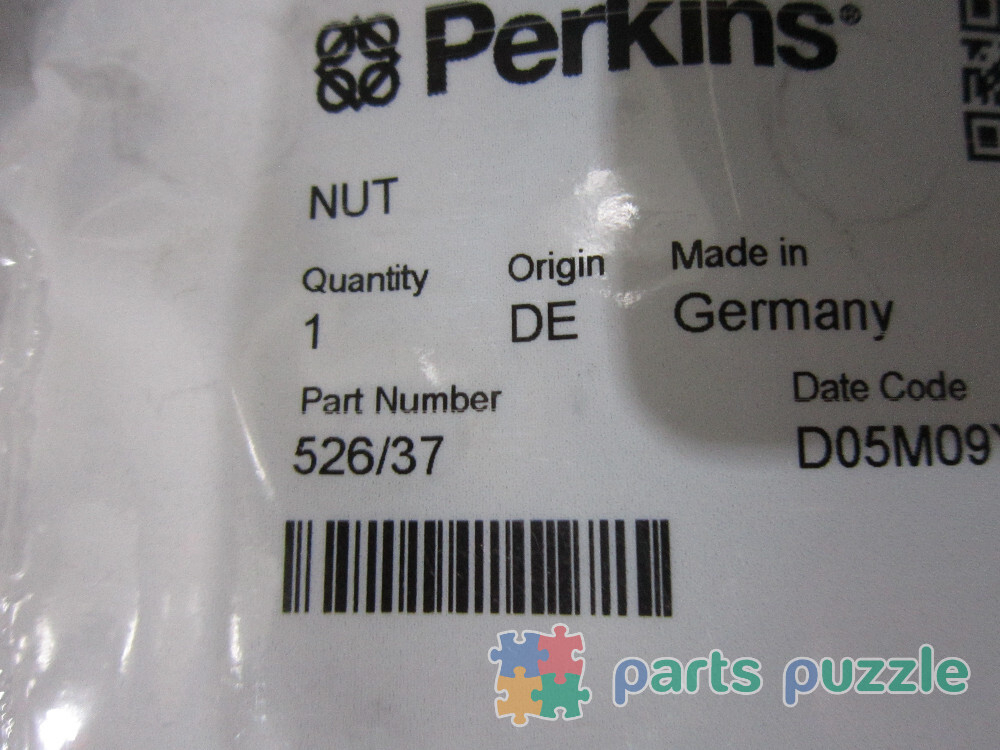 Perkins®
NUT
Quantity Origin Made in
1 DE Germany
Part Number Date Code
526/37 D05M09
parts puzzle